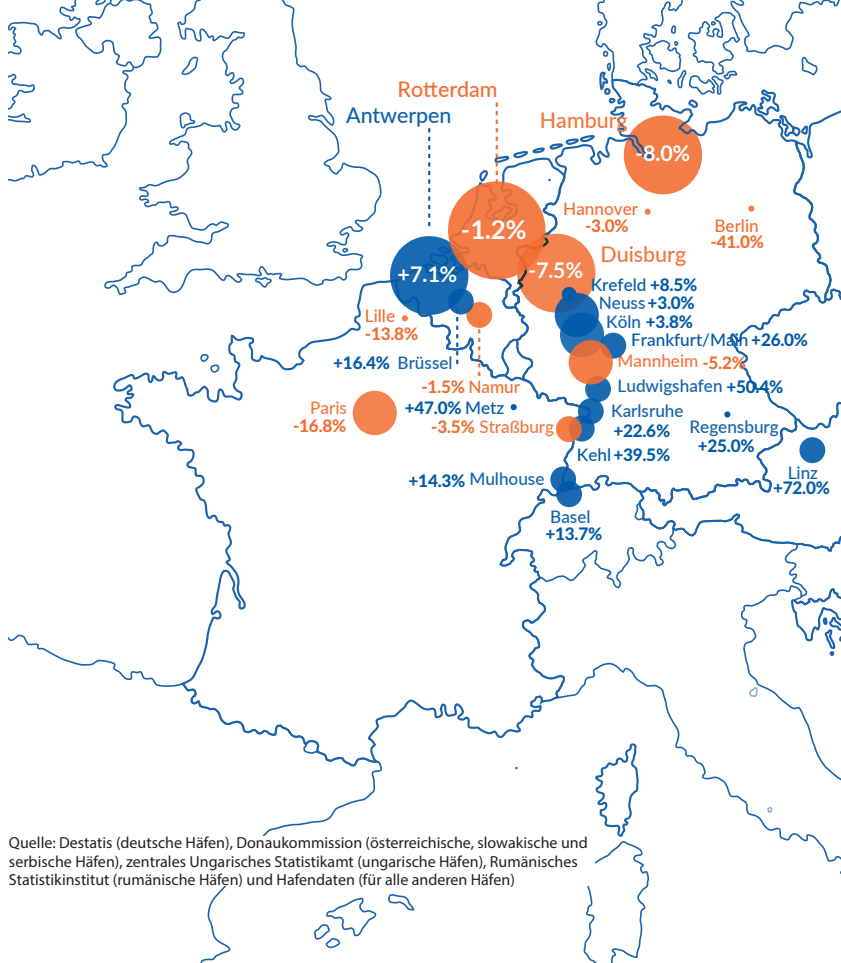 Rotterdam
Antwerpen
Hamburg
-8.0%
Hannover
-3.0%
Berlin
-41.0%
-1.2%
Duisburg
-7.5%
+7.1%
Krefeld +8.5%
Neuss +3.0%
Köln +3.8%
Lille
-13.8%
Frankfurt/Main +26.0%
+16.4% Brüssel
Mannheim -5.2%
-1.5% Namur
Ludwigshafen +50.4%
Paris
-16.8%
+47.0% Metz
Karlsruhe
+22.6%
-3.5% Straßburg
Regensburg
+25.0%
Kehl +39.5%
Linz
+72.0%
+14.3% Mulhouse
Basel
+13.7%
Quelle: Destatis (deutsche Häfen), Donaukommission (österreichische, slowakische und
serbische Häfen), zentrales Ungarisches Statistikamt (ungarische Häfen), Rumänisches
Statistikinstitut (rumänische Häfen) und Hafendaten (für alle anderen Häfen)